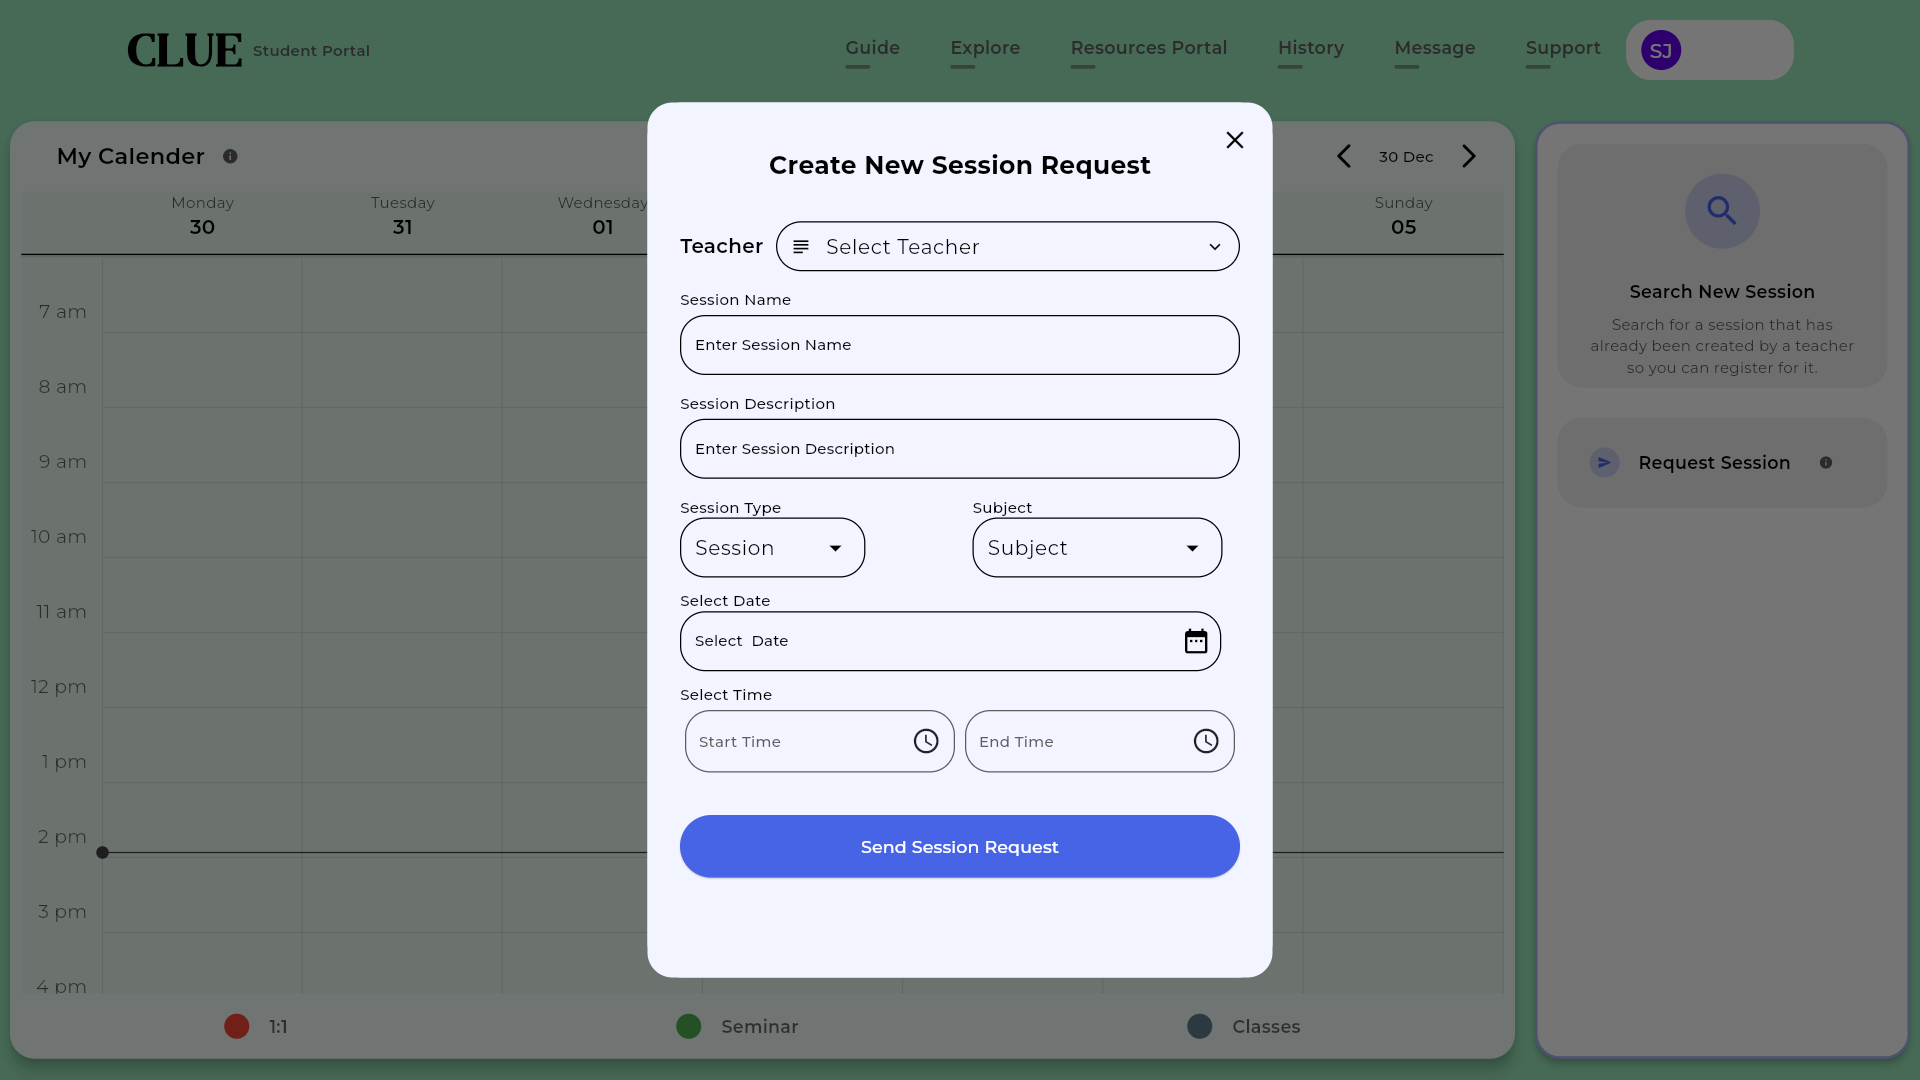 CLUE Student Portal
Guide Explore Resources Portal History Message Support SJ
My Calender
30 Dec
Monday Tuesday Wednesday Sunday
30 31 01 05
7 am
8 am
9 am
10 am
11 am
12 pm
1 pm
2 pm
3 pm
4 pm
1:1 Seminar Classes
Create New Session Request
Teacher Select Teacher
Session Name
Enter Session Name
Session Description
Enter Session Description
Session Type Subject
Session Subject
Select Date
Select Date
Select Time
Start Time End Time
Send Session Request
Search New Session
Search for a session that has
already been created by a teacher
so you can register for it.
Request Session